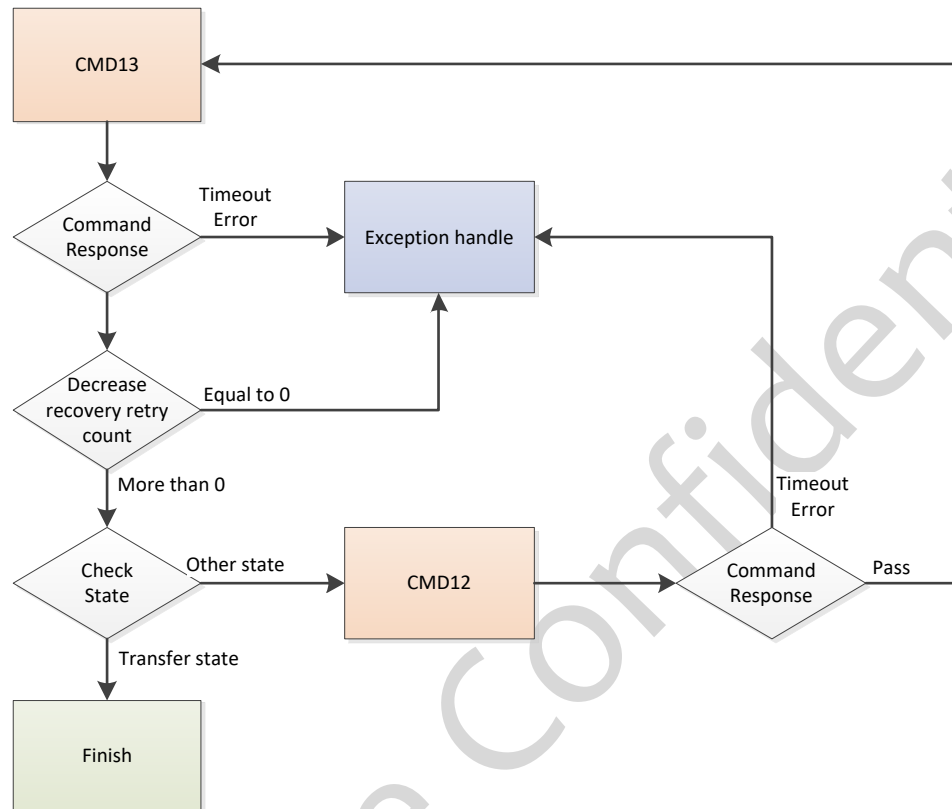 CMD13
Command
Response
Timeout
Error
Exception handle
Decrease
recovery retry
count
Equal to 0
More than 0
Check
State
Other state
CMD12
Timeout
Error
Command
Response
Pass
Transfer state
Finish